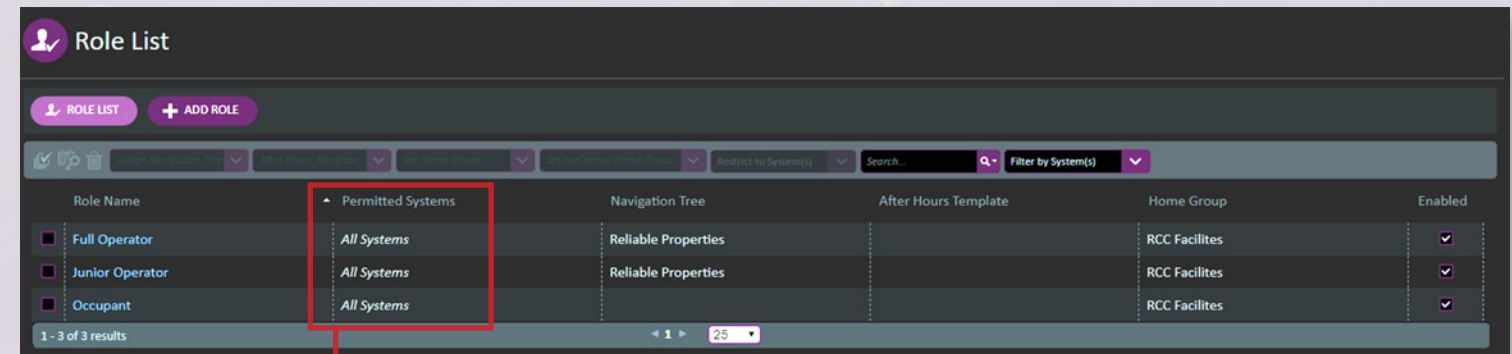 Role List
ROLE LIST ADD ROLE
Assign Navigation Tree After Hours Template Set Home Group Set myControl Home Group Restrict to System(s) Search... Filter by System(s)
Role Name Permitted Systems Navigation Tree After Hours Template Home Group Enabled
Full Operator All Systems Reliable Properties RCC Facilites
Junior Operator All Systems Reliable Properties RCC Facilites
Occupant All Systems RCC Facilites
1 - 3 of 3 results 1 25